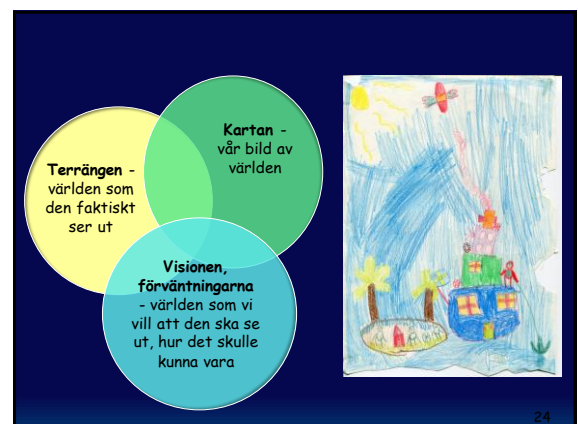 Kartan -
vår bild av
världen
Terrängen -
världen som
den faktiskt
ser ut
Visionen,
förväntningarna
- världen som vi
vill att den ska se
ut, hur det skulle
kunna vara
24